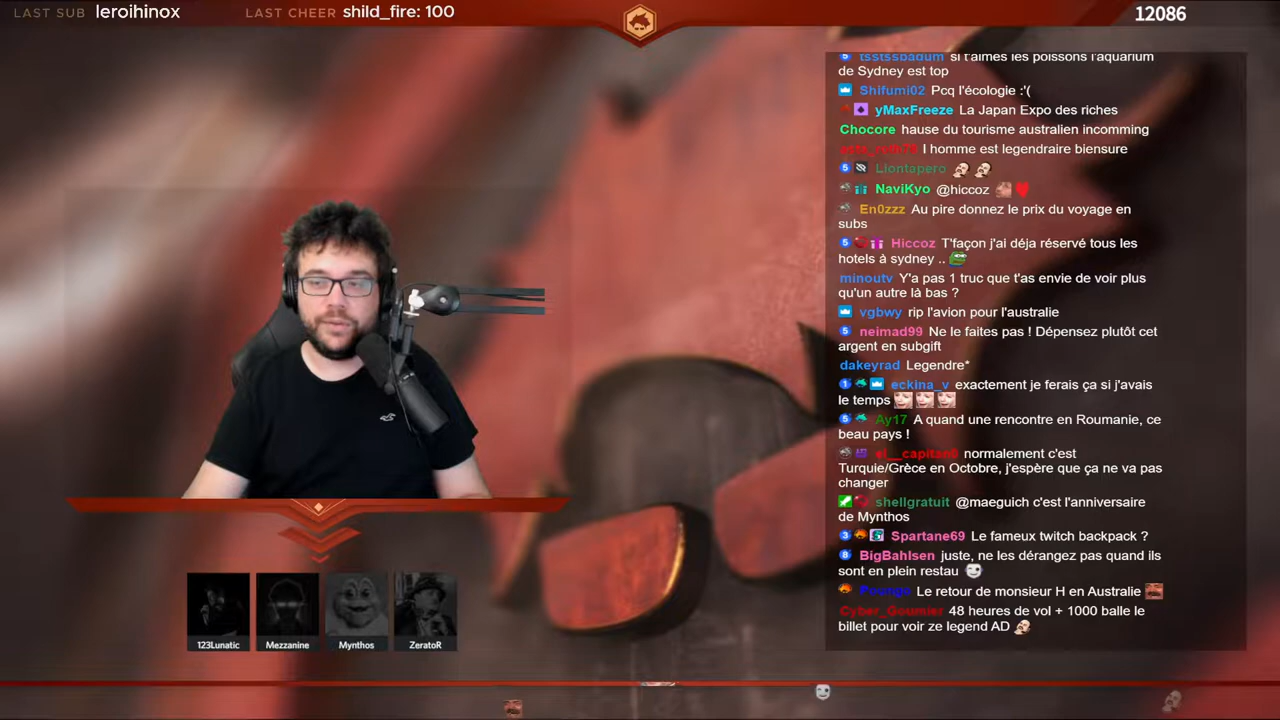 LAST SUB leroihinox LAST CHEER shild_fire: 100 12086
tsstssbadum si t'aimes les poissons l'aquarium
de Sydney est top
Shifumi02 Pcq l'écologie :'(
yMaxFreeze La Japan Expo des riches
Chocore hause du tourisme australien incomming
l homme est legendraire biensure
Liontapero
NaviKyo @hiccoz
En0zzz Au pire donnez le prix du voyage en
subs
Hiccoz T'façon j'ai déja réservé tous les
hotels à sydney ..
minoutv Y'a pas 1 truc que t'as envie de voir plus
qu'un autre là bas ?
vgbwy rip l'avion pour l'australie
neimad99 Ne le faites pas ! Dépensez plutôt cet
argent en subgift
dakeyrad Legendre*
eckina_v exactement je ferais ça si j'avais
le temps
Ay17 A quand une rencontre en Roumanie, ce
beau pays !
el__capitan0 normalement c'est
Turquie/Grèce en Octobre, j'espère que ça ne va pas
changer
shellgratuit @maeguich c'est l'anniversaire
de Mynthos
Spartane69 Le fameux twitch backpack ?
BigBahlsen juste, ne les dérangez pas quand ils
sont en plein restau
Le retour de monsieur H en Australie
Cyber_Goumier 48 heures de vol + 1000 balle le
billet pour voir ze legend AD
123Lunatic Mezzanine Mynthos ZeratoR